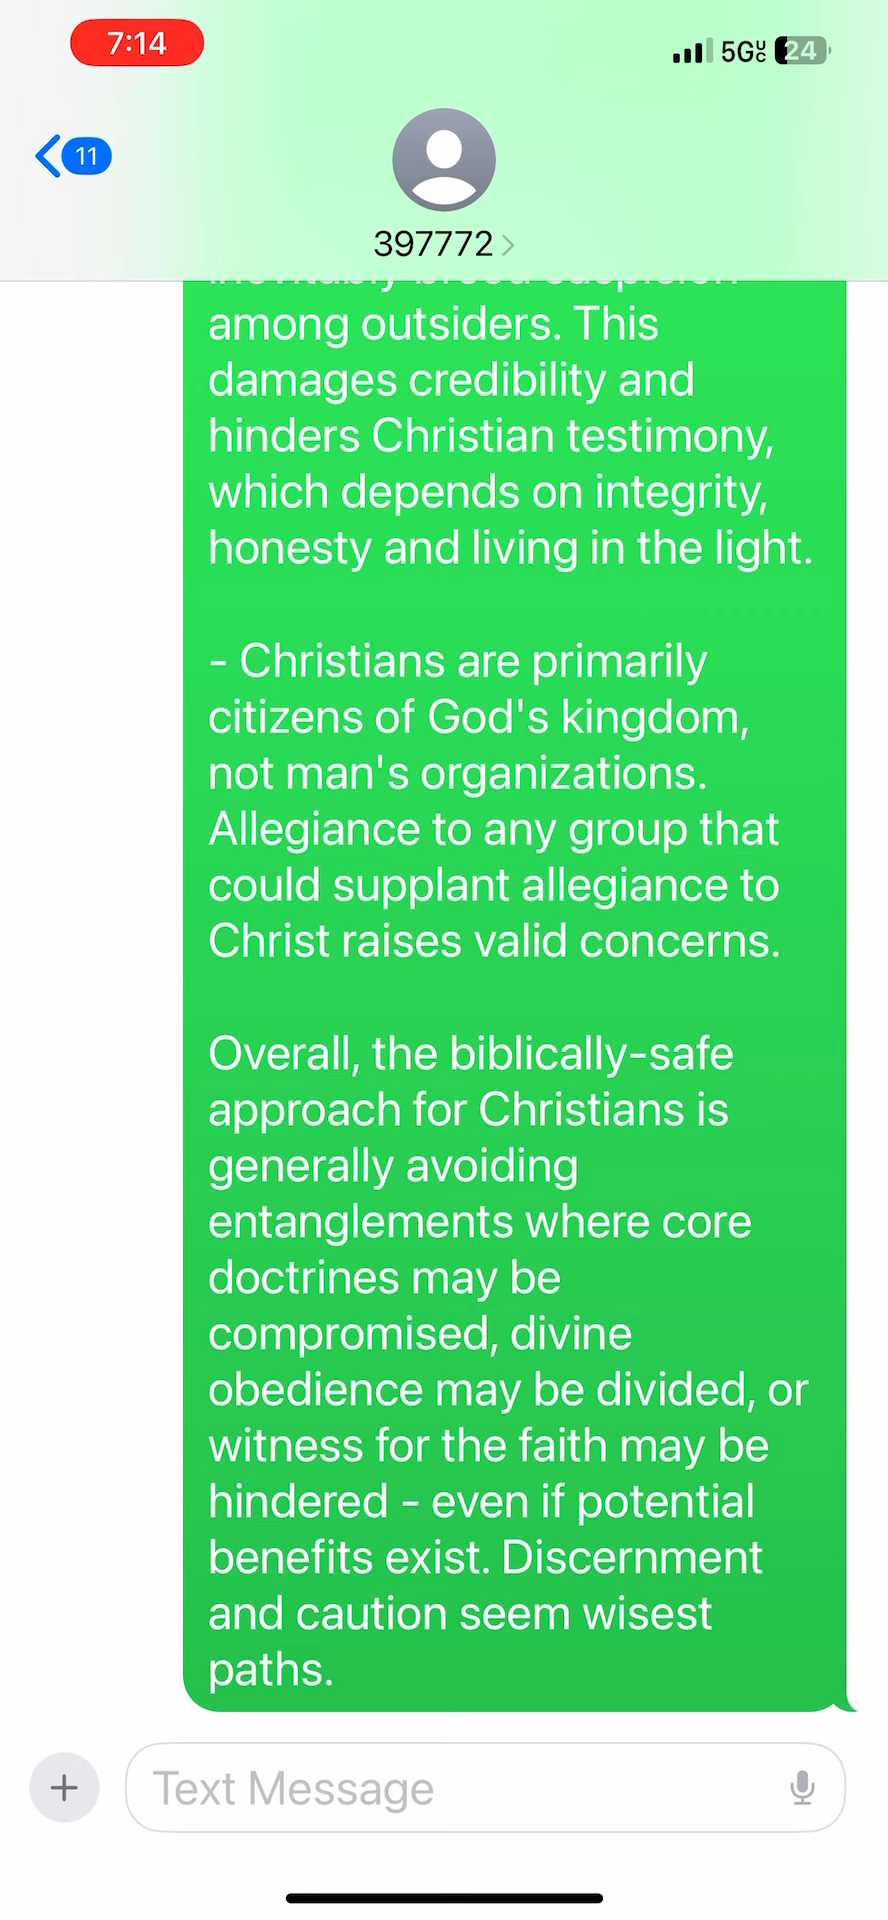 7:14
5G UC
24
11
397772
among outsiders. This
damages credibility and
hinders Christian testimony,
which depends on integrity,
honesty and living in the light.
- Christians are primarily
citizens of God's kingdom,
not man's organizations.
Allegiance to any group that
could supplant allegiance to
Christ raises valid concerns.
Overall, the biblically-safe
approach for Christians is
generally avoiding
entanglements where core
doctrines may be
compromised, divine
obedience may be divided, or
witness for the faith may be
hindered - even if potential
benefits exist. Discernment
and caution seem wisest
paths.
Text Message